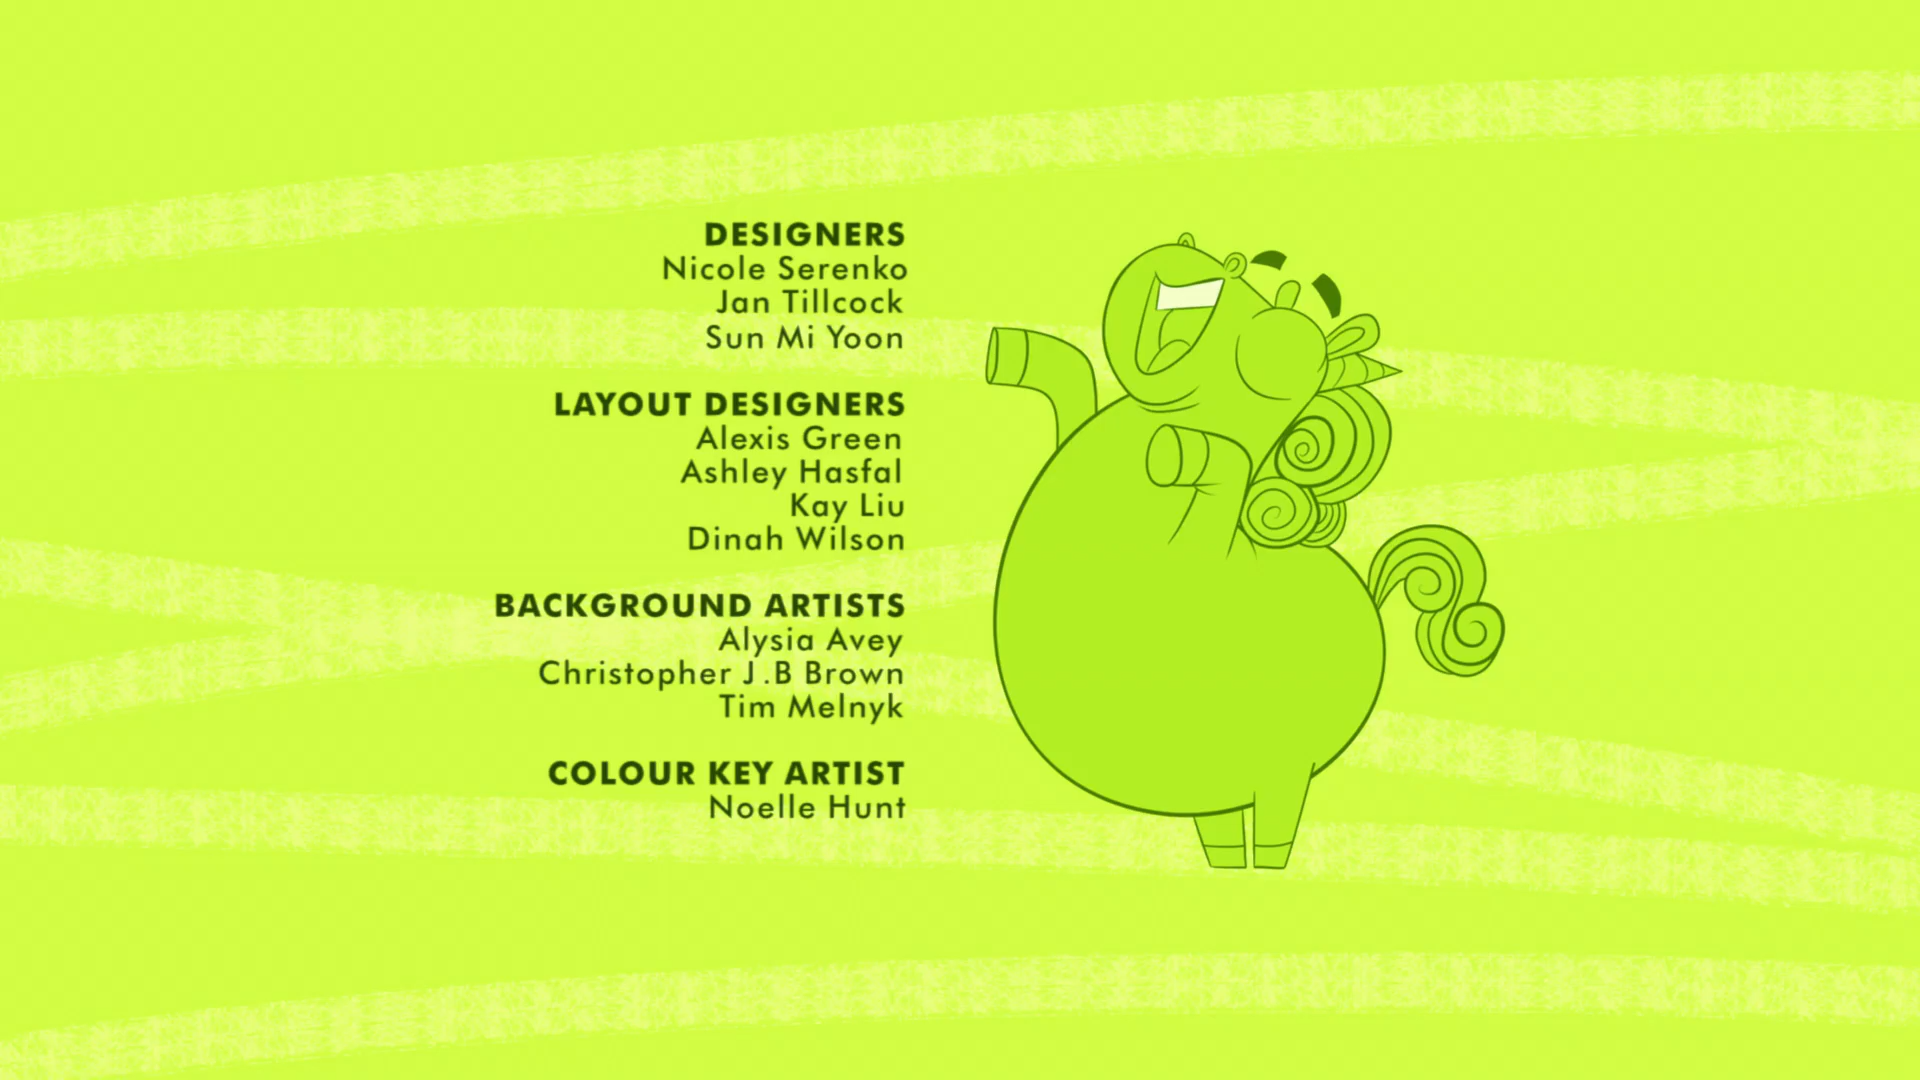 DESIGNERS
Nicole Serenko
Jan Tillcock
Sun Mi Yoon
LAYOUT DESIGNERS
Alexis Green
Ashley Hasfal
Kay Liu
Dinah Wilson
BACKGROUND ARTISTS
Alysia Avey
Christopher J.B Brown
Tim Melnyk
COLOUR KEY ARTIST
Noelle Hunt